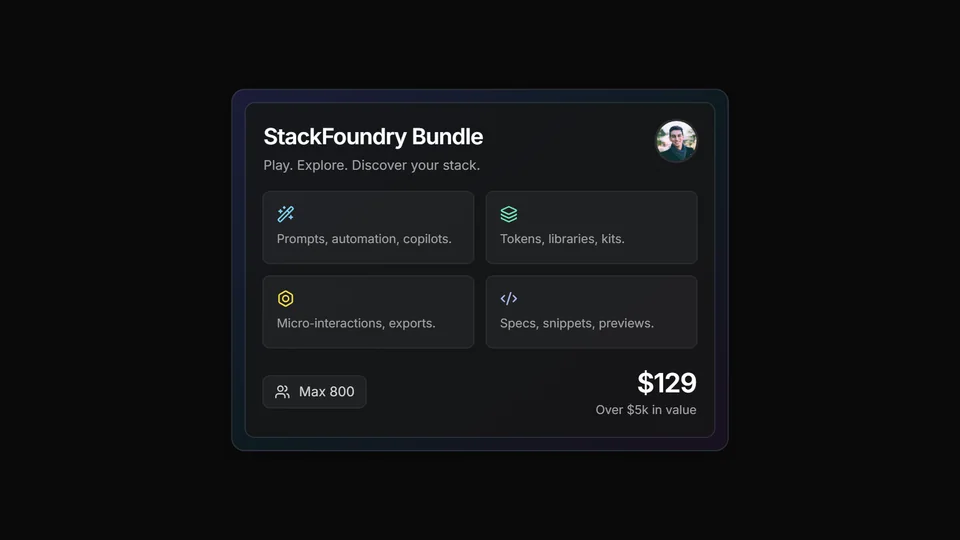 StackFoundry Bundle
Play. Explore. Discover your stack.
Prompts, automation, copilots.
Tokens, libraries, kits.
Micro-interactions, exports.
Specs, snippets, previews.
Max 800
$129
Over $5k in value